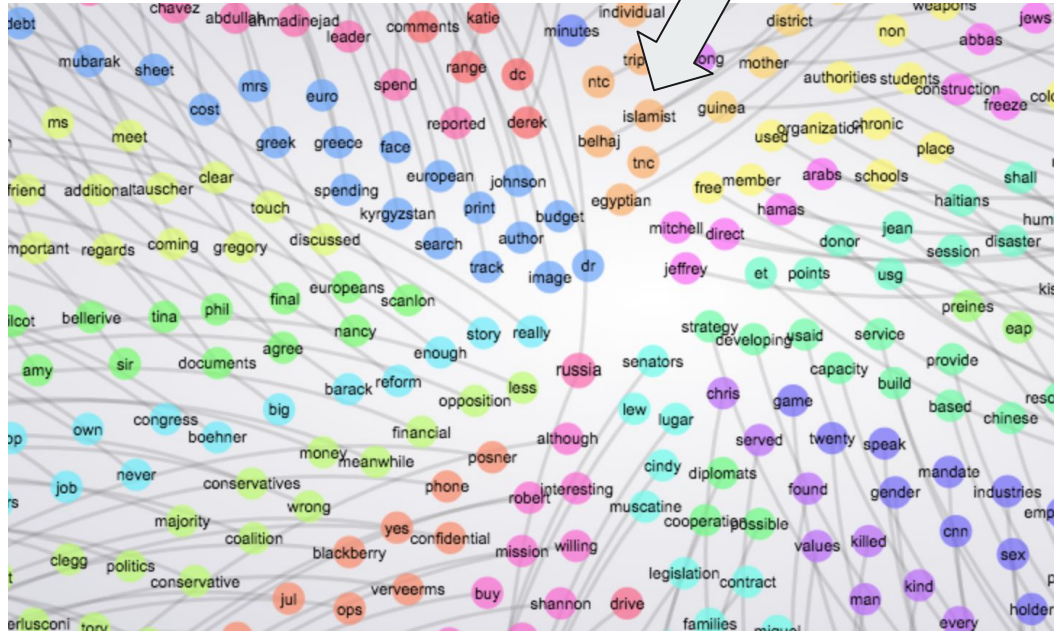 chavez
abdullah
ahmadinejad
leader
comments
katie
individual
district
weapons
jews
debt
minutes
non
abbas
mubarak
sheet
mrs
euro
spend
range
dc
ntc
mother
authorities
students
construction
freeze
cost
islamist
guinea
ms
meet
greek
greece
face
reported
derek
belhaj
used
organization
chronic
place
tnc
friend
additional
tauscher
clear
spending
european
johnson
egyptian
free
member
arabs
schools
shall
touch
kyrgyzstan
print
budget
mitchell
direct
hamas
haitians
regards
coming
gregory
discussed
search
author
donor
jean
session
disaster
track
image
dr
jeffrey
et
points
usg
bellerive
tina
phil
final
europeans
scanlon
preines
eap
nancy
story
really
strategy
developing
usaid
service
amy
sir
documents
agree
enough
russia
senators
capacity
provide
barack
reform
less
opposition
chris
game
build
based
chinese
own
congress
boehner
big
financial
although
lew
lugar
served
twenty
speak
job
never
conservatives
money
meanwhile
posner
cindy
diplomats
mandate
wrong
phone
robert
interesting
muscatine
found
gender
industries
majority
coalition
yes
confidential
cooperation
possible
cnn
clegg
politics
conservative
blackberry
mission
willing
values
killed
sex
jul
ops
verveerms
buy
shannon
drive
legislation
contract
man
kind
holder
tory
families
miguel
every